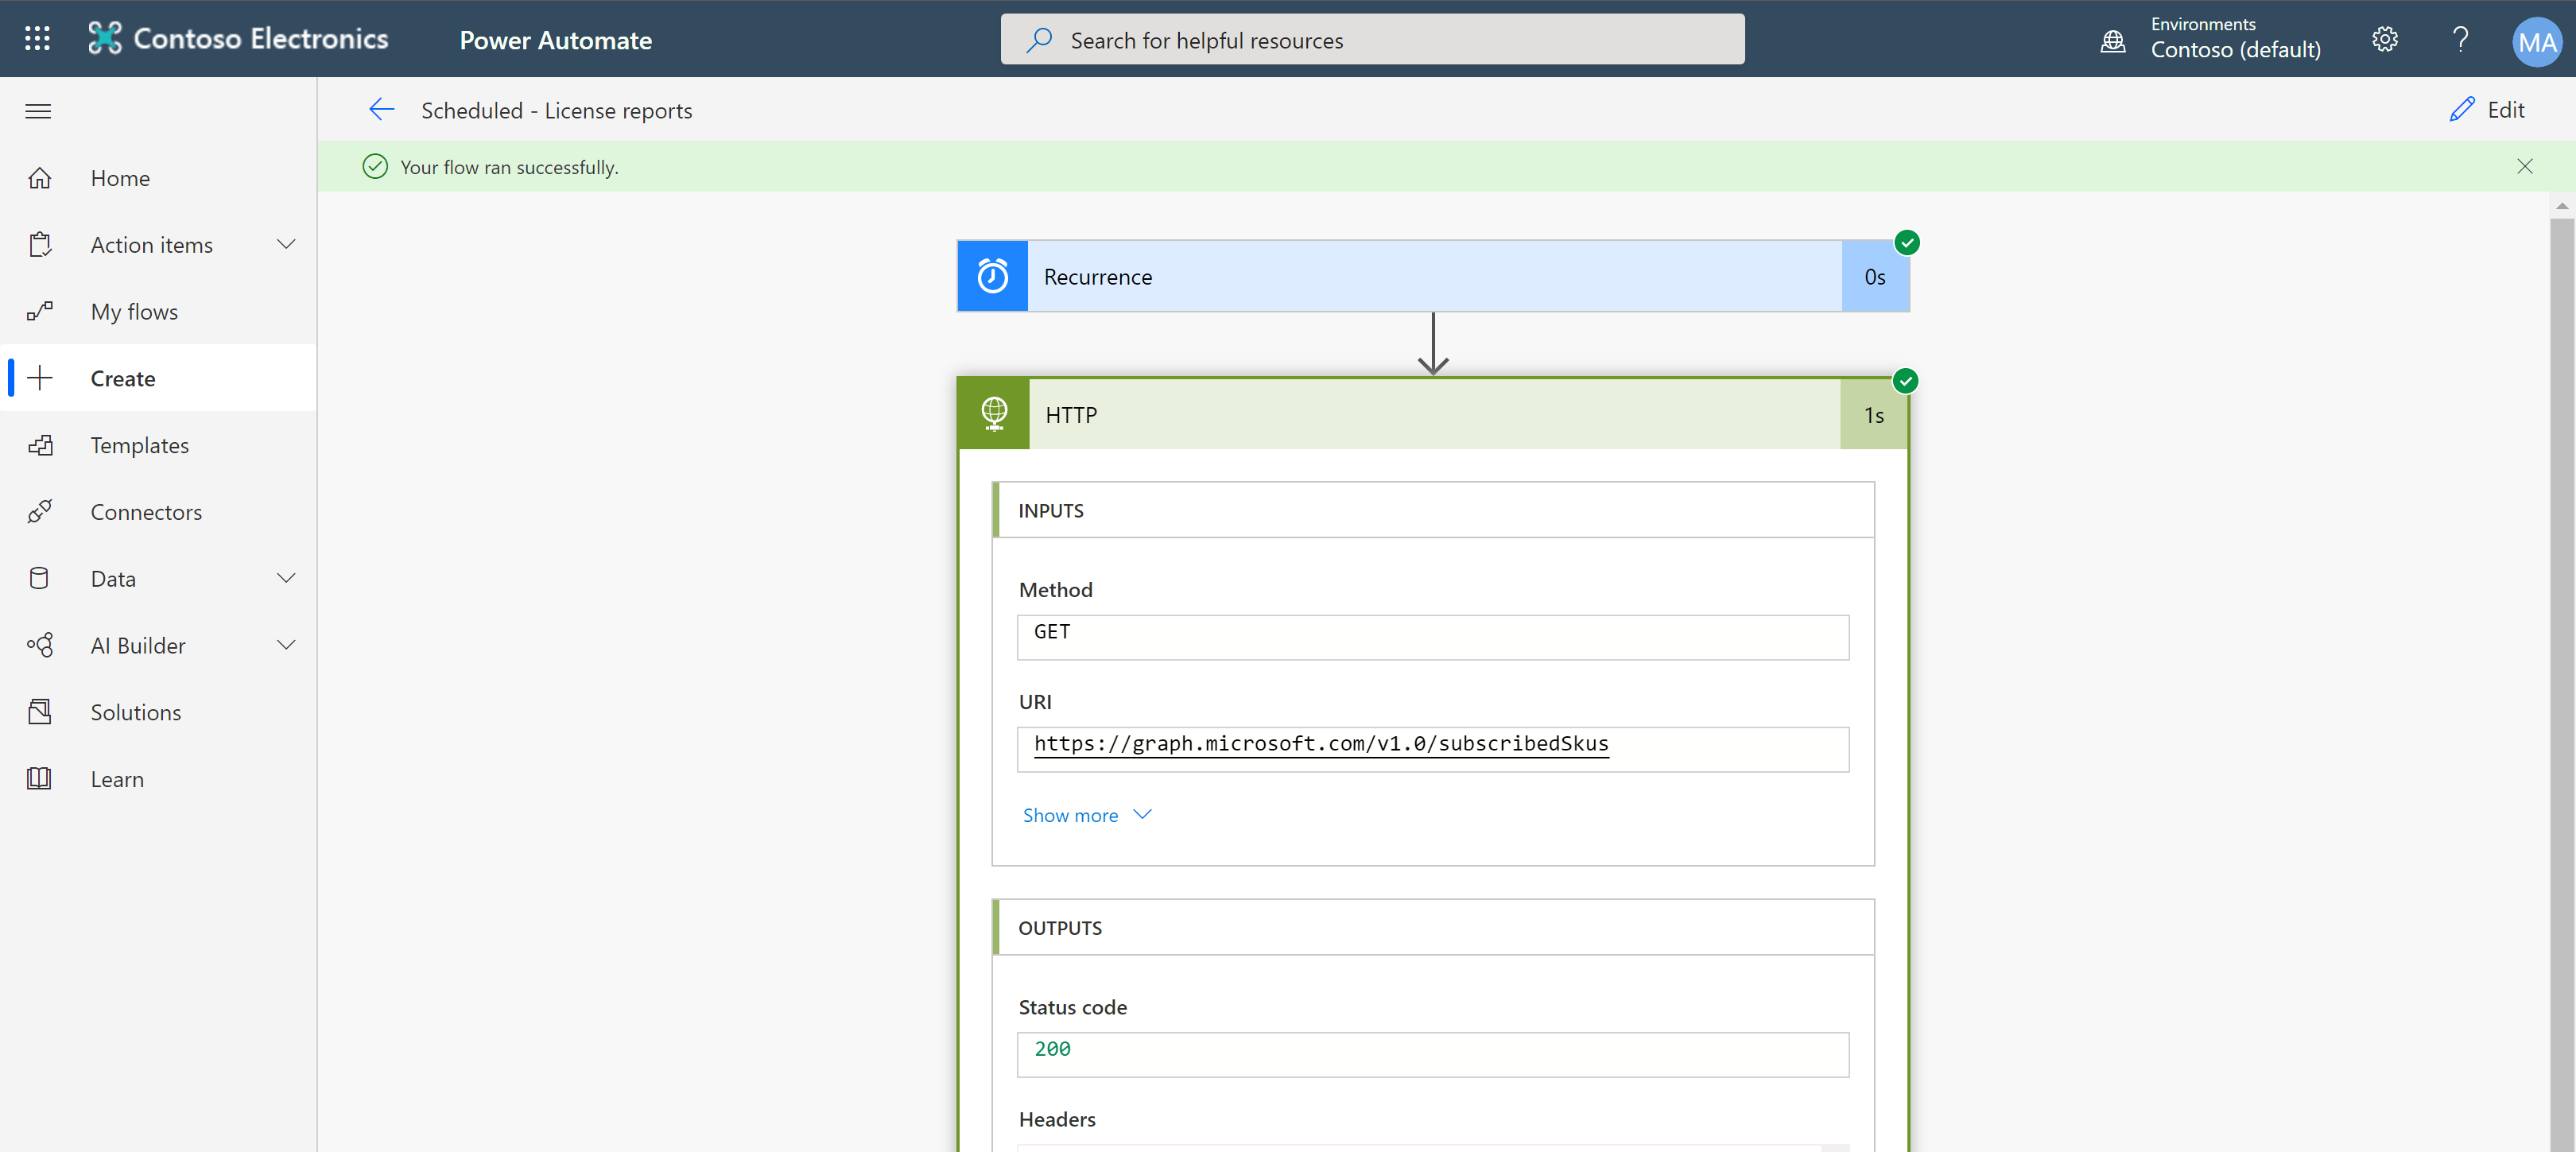 Contoso Electronics
Power Automate
Search for helpful resources
Environments
Contoso (default)
?
MA
Scheduled - License reports
Edit
Your flow ran successfully.
Home
Action items
My flows
Create
Templates
Connectors
Data
AI Builder
Solutions
Learn
Recurrence
0s
HTTP
1s
INPUTS
Method
GET
URI
https://graph.microsoft.com/v1.0/subscribedSkus
Show more
OUTPUTS
Status code
200
Headers